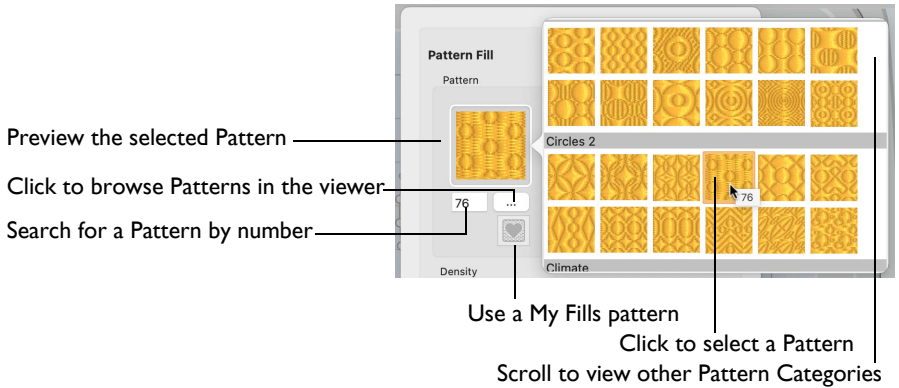 Pattern Fill
Pattern
Circles 2
Preview the selected Pattern
Click to browse Patterns in the viewer
76
...
76
Search for a Pattern by number
Density
Climate
Use a My Fills pattern
Click to select a Pattern
Scroll to view other Pattern Categories